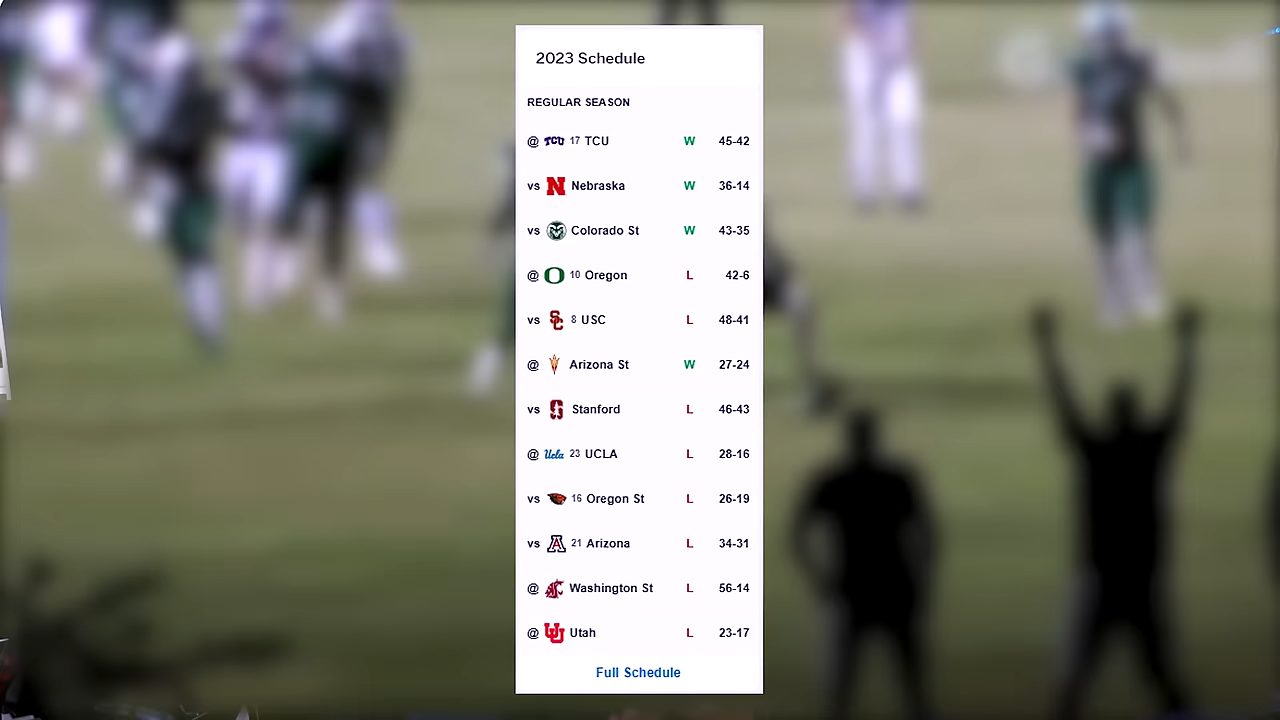 2023 Schedule
REGULAR SEASON
@ TCU 17 TCU W 45-42
vs N Nebraska W 36-14
vs Colorado St W 43-35
@ O 10 Oregon L 42-6
vs SC 8 USC L 48-41
@ Arizona St W 27-24
vs S Stanford L 46-43
@ Ucla 23 UCLA L 28-16
vs 16 Oregon St L 26-19
vs A 21 Arizona L 34-31
@ Washington St L 56-14
@ U Utah L 23-17
Full Schedule